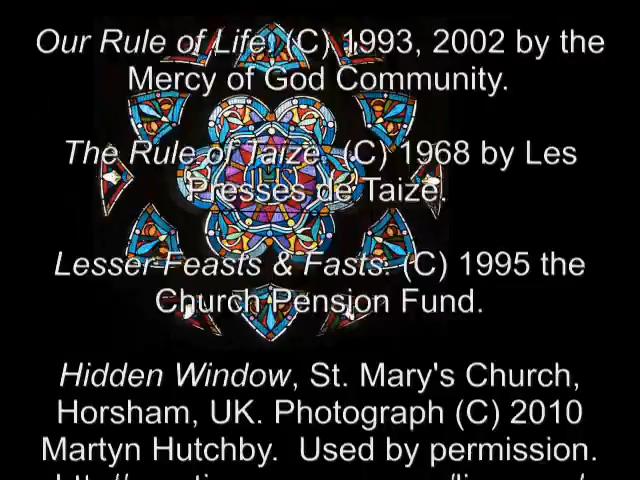 Our Rule of Life. (C) 1993, 2002 by the
Mercy of God Community.
The Rule of Taize. (C) 1968 by Les
Presses de Taize.
Lesser Feasts & Fasts. (C) 1995 the
Church Pension Fund.
Hidden Window, St. Mary's Church,
Horsham, UK. Photograph (C) 2010
Martyn Hutchby. Used by permission.